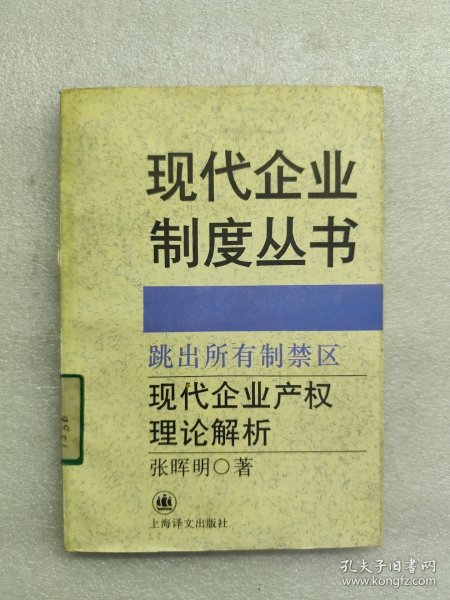 现代企业
制度丛书
跳出所有制禁区
现代企业产权
理论解析
张晖明〇著
上海译文出版社
孔夫子旧书网
www.kongfz.com